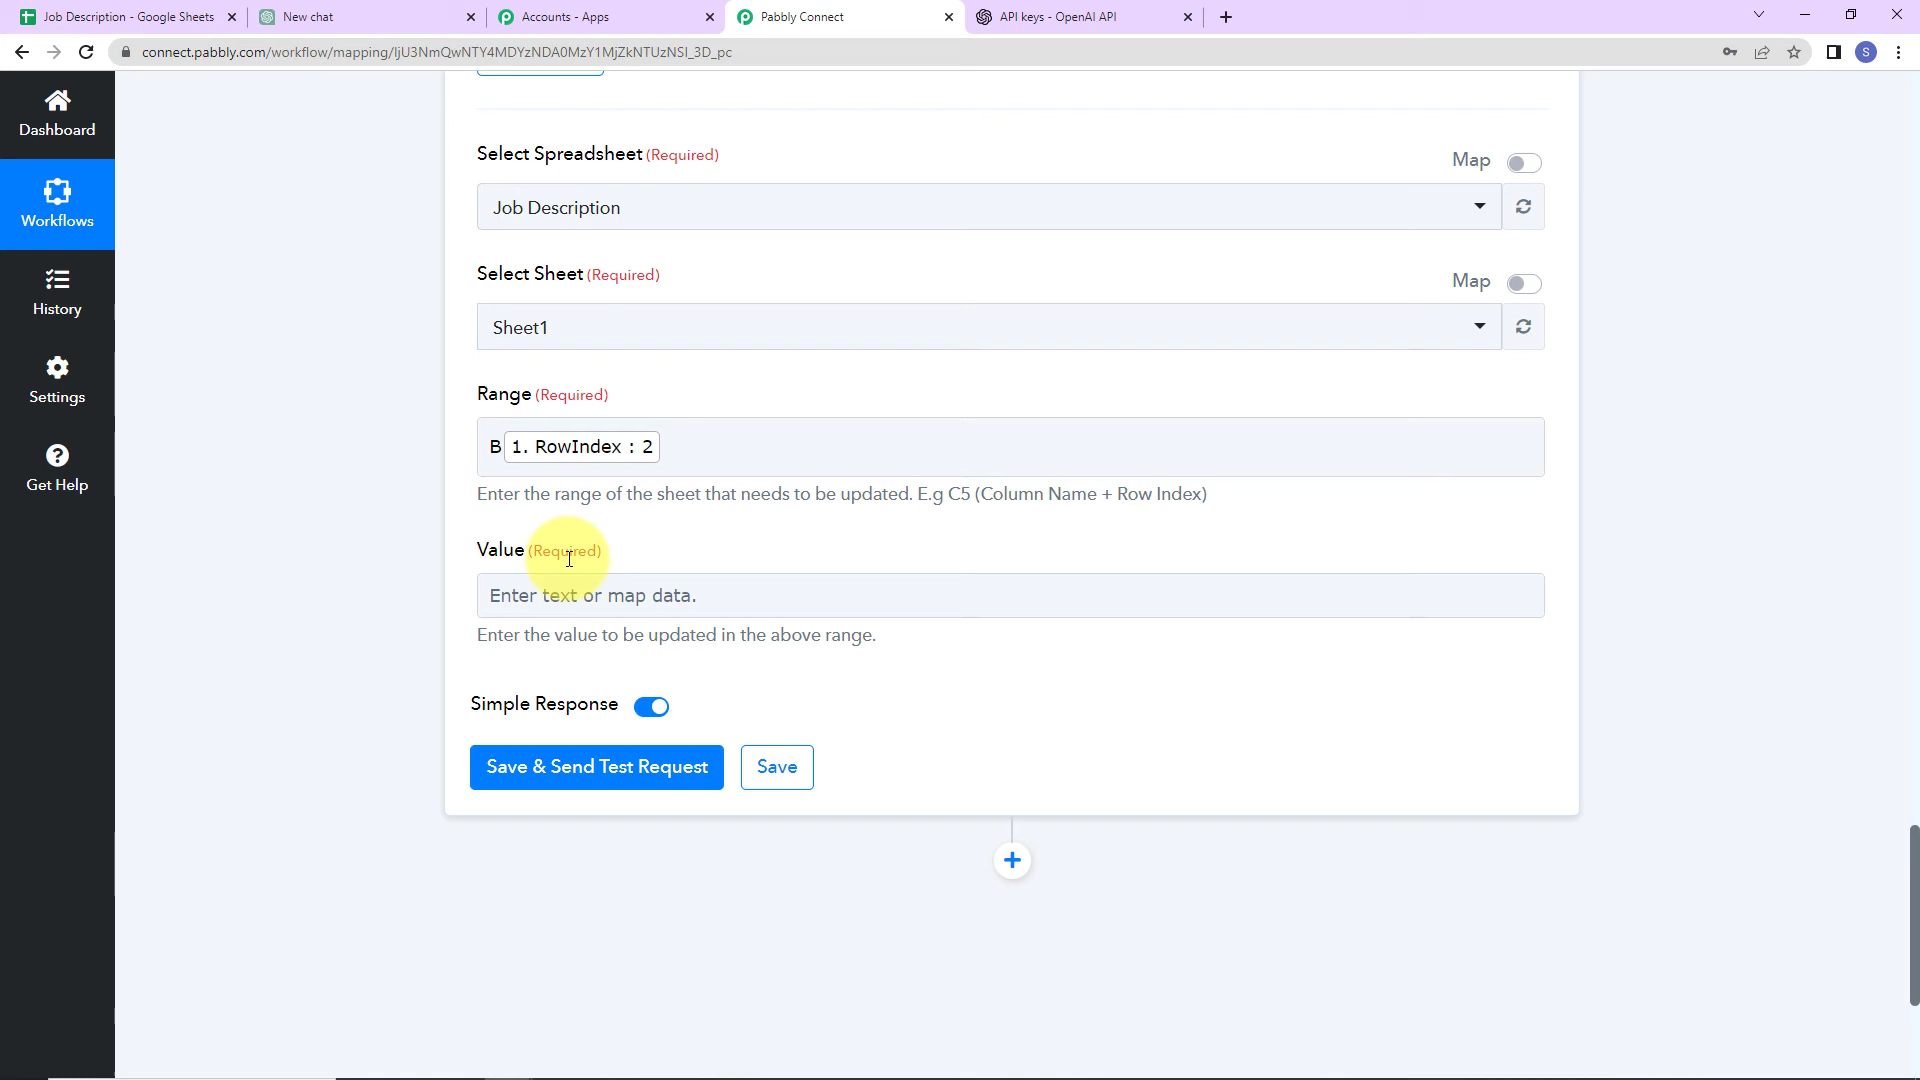 Job Description - Google Sheets
New chat
Accounts - Apps
Pabbly Connect
API keys - OpenAI API
connect.pabbly.com/workflow/mapping/IjU3NmQwNTY4MDYzNDA0MzY1MjZkNTUzNSI_3D_pc
S
Dashboard
Workflows
History
Settings
Get Help
Select Spreadsheet (Required)
Map
Job Description
Select Sheet (Required)
Map
Sheet1
Range (Required)
B 1. RowIndex : 2
Enter the range of the sheet that needs to be updated. E.g C5 (Column Name + Row Index)
Value (Required)
Enter text or map data.
Enter the value to be updated in the above range.
Simple Response
Save & Send Test Request
Save